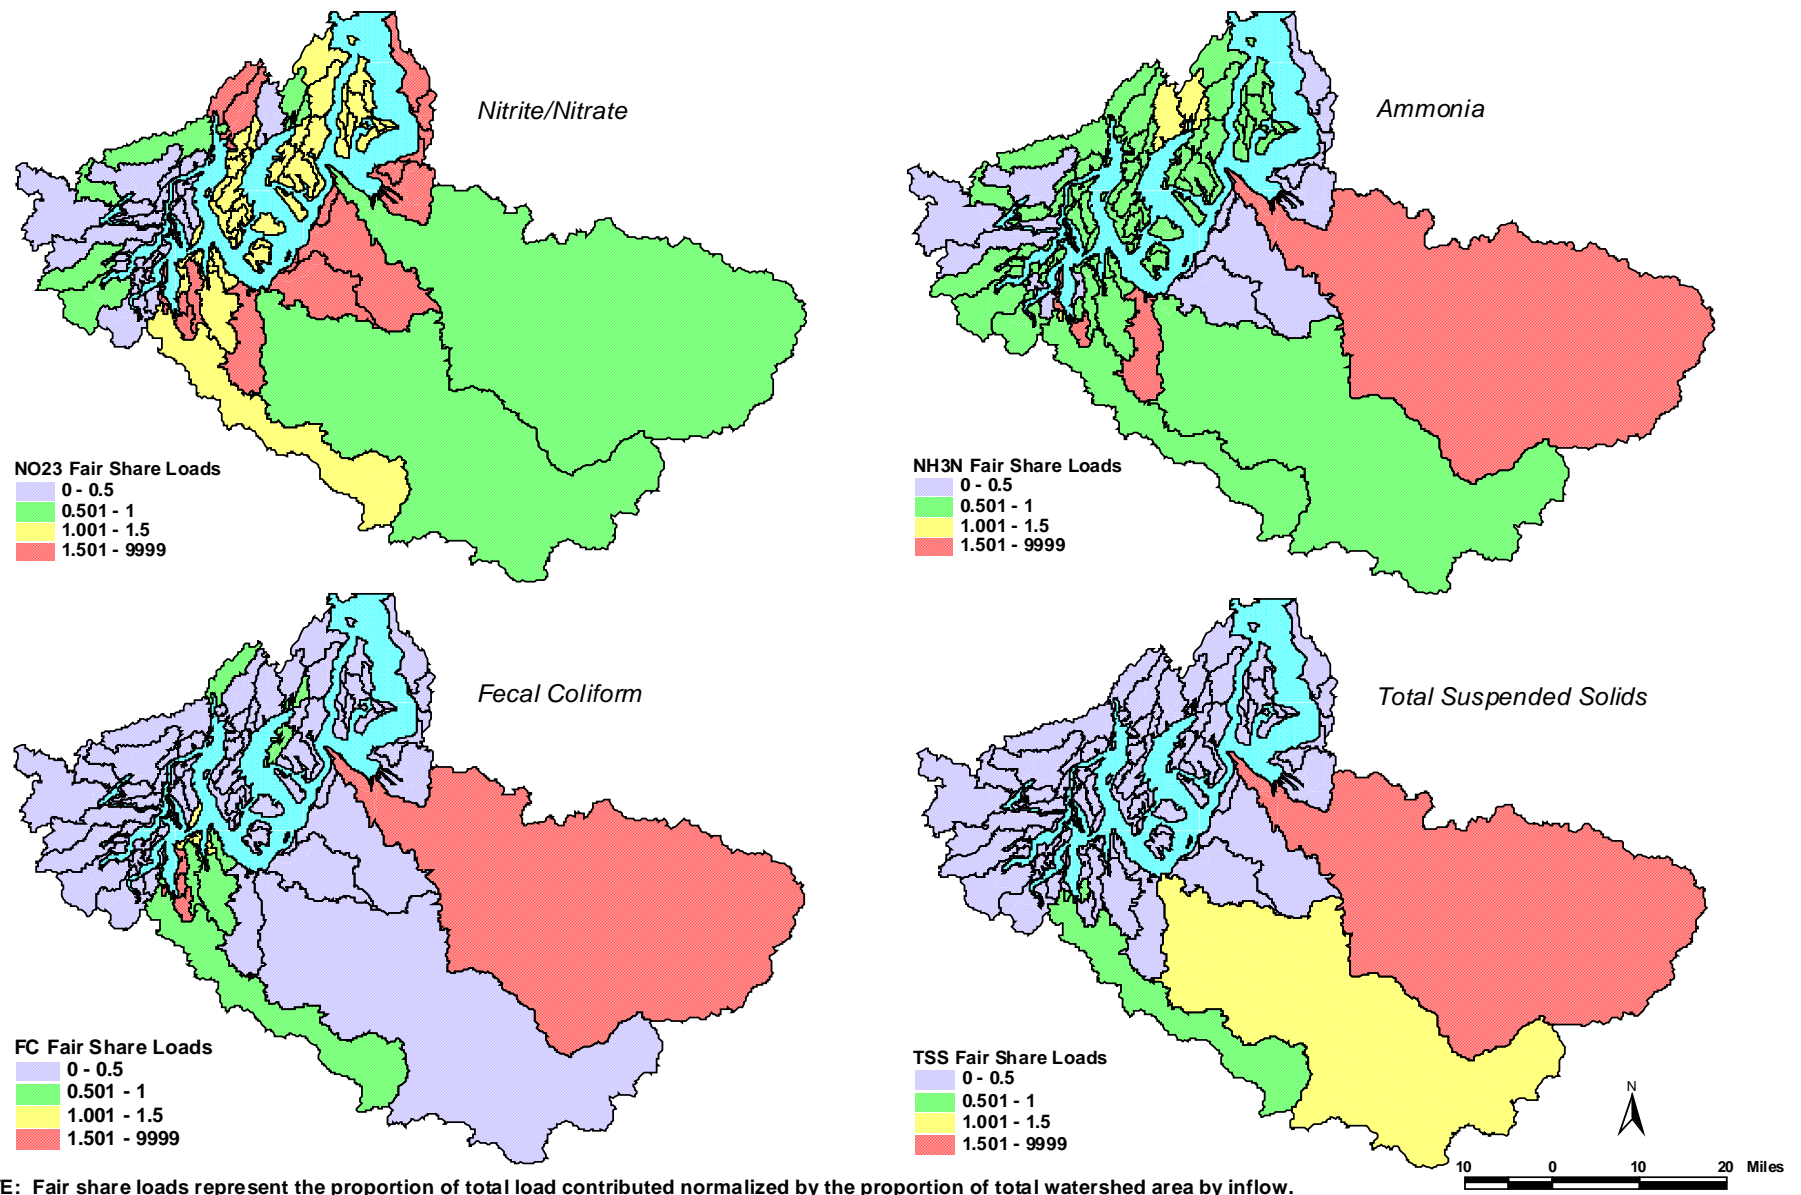 Nitrite/Nitrate
NO23 Fair Share Loads
0 - 0.5
0.501 - 1
1.001 - 1.5
1.501 - 9999
Ammonia
NH3N Fair Share Loads
0 - 0.5
0.501 - 1
1.001 - 1.5
1.501 - 9999
Fecal Coliform
FC Fair Share Loads
0 - 0.5
0.501 - 1
1.001 - 1.5
1.501 - 9999
Total Suspended Solids
TSS Fair Share Loads
0 - 0.5
0.501 - 1
1.001 - 1.5
1.501 - 9999
N
10 0 10 20 Miles
E: Fair share loads represent the proportion of total load contributed normalized by the proportion of total watershed area by inflow.